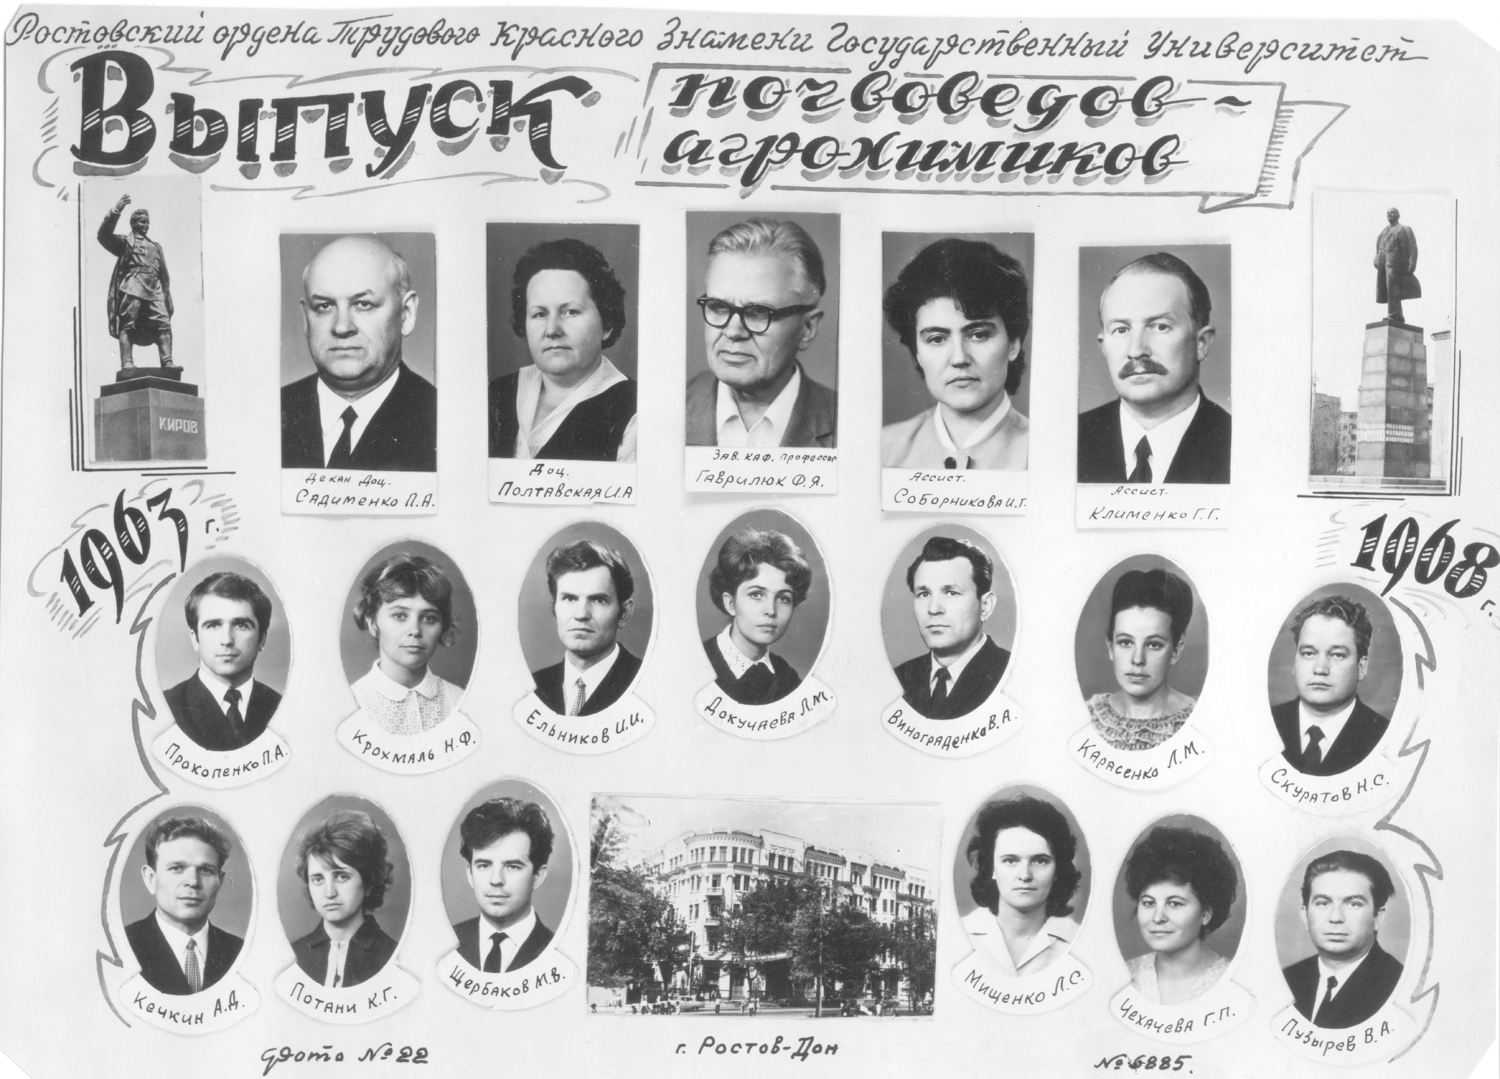 Ростовский ордена Трудового Красного Знамени Государственный Университет
Выпуск
почвоведов-
агрохимиков
КИРОВ
Декан Доц.
Садименко П.А.
Доц.
Полтавская И.А
Зав. каф. профессор
Гаврилюк Ф.Я.
Ассист.
Соборникова И.Г.
Ассист.
Клименко Г.Г.
1963 г.
1968 г.
Прокопенко П.А.
Крохмаль Н.Ф.
Ельников И.И.
Докучаева Л.М.
Винограденко В.А.
Карасенко Л.М.
Скуратов Н.С.
Кечкин А.Д.
Потани К.Г.
Щербаков М.В.
Мищенко Л.С.
Чехачева Г.П.
Пузырев В.А.
фото № 22
г. Ростов-Дон
№ 6885.